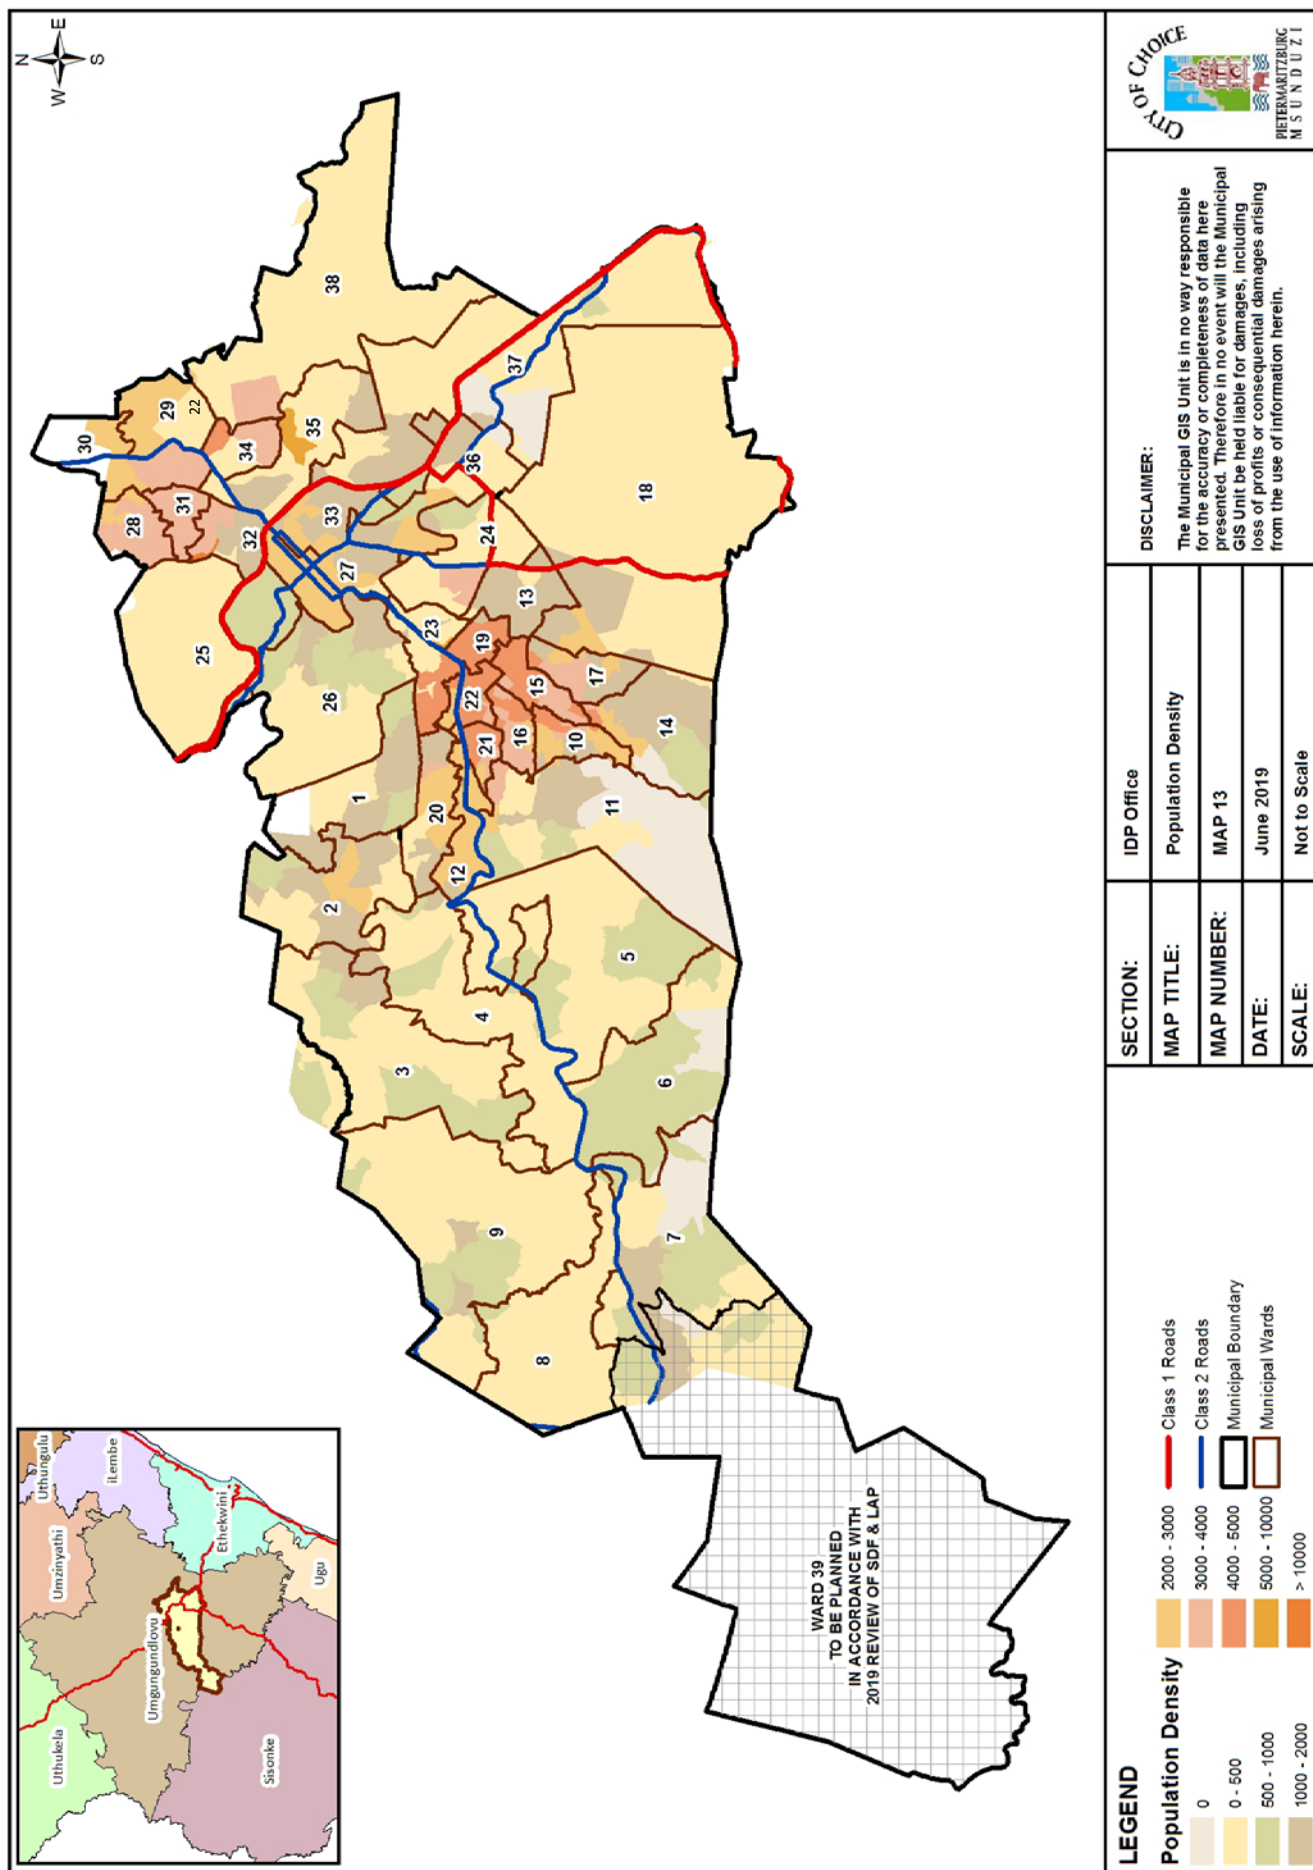 N
E
W
S
Uthungulu
Umzinyathi
iLembe
Uthukela
Umgungundlovu
Ethekwini
Ugu
Sisonke
30
29
22
28
31
34
38
35
32
33
25
27
37
36
26
24
18
23
13
19
22
15
17
21
16
10
14
1
20
11
2
12
5
4
3
6
9
7
8
WARD 39
TO BE PLANNED
IN ACCORDANCE WITH
2019 REVIEW OF SDF & LAP
LEGEND
Population Density
0
0 - 500
500 - 1000
1000 - 2000
2000 - 3000
3000 - 4000
4000 - 5000
5000 - 10000
> 10000
Class 1 Roads
Class 2 Roads
Municipal Boundary
Municipal Wards
SECTION: IDP Office
MAP TITLE: Population Density
MAP NUMBER: MAP 13
DATE: June 2019
SCALE: Not to Scale
DISCLAIMER:
The Municipal GIS Unit is in no way responsible
for the accuracy or completeness of data here
presented. Therefore in no event will the Municipal
GIS Unit be held liable for damages, including
loss of profits or consequential damages arising
from the use of information herein.
CITY OF CHOICE
PIETERMARITZBURG
MSUNDUZI